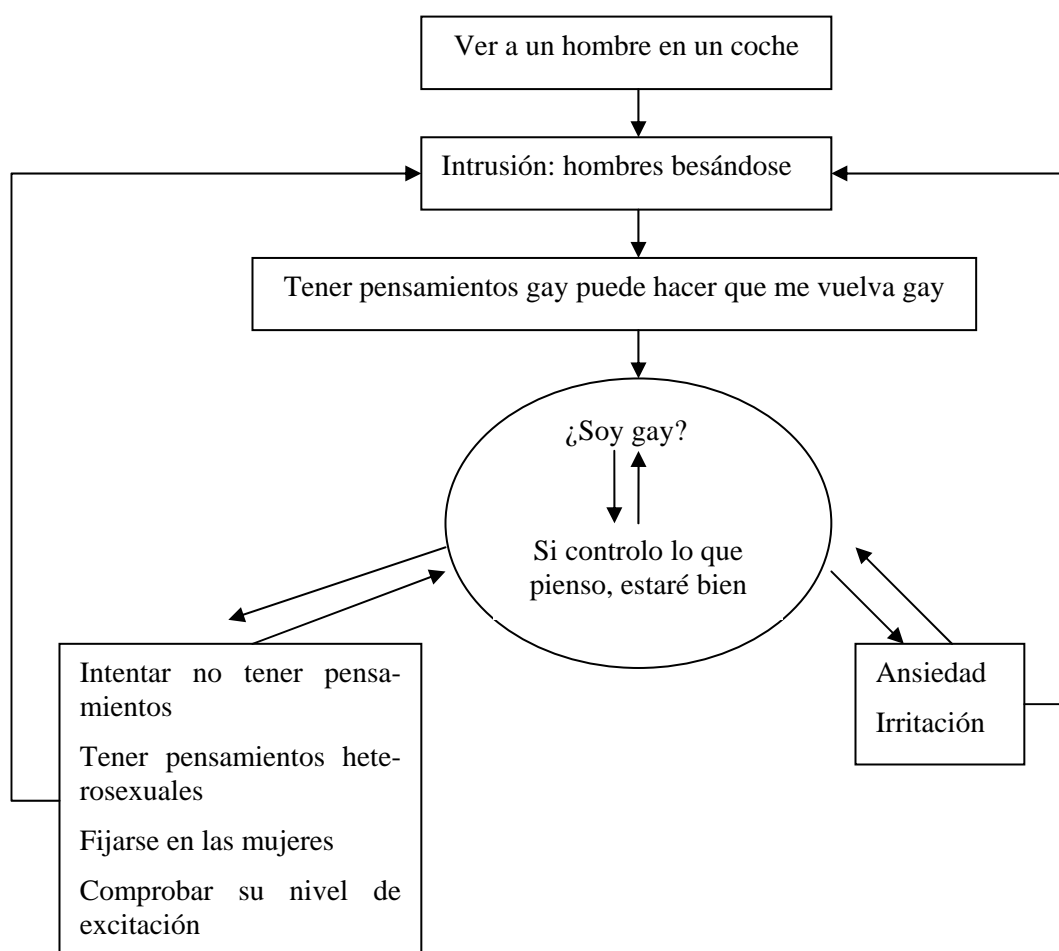 Ver a un hombre en un coche
Intrusión: hombres besándose
Tener pensamientos gay puede hacer que me vuelva gay
¿Soy gay?
Si controlo lo que
pienso, estaré bien
Intentar no tener pensa-
mientos
Tener pensamientos hete-
rosexuales
Fijarse en las mujeres
Comprobar su nivel de
excitación
Ansiedad
Irritación